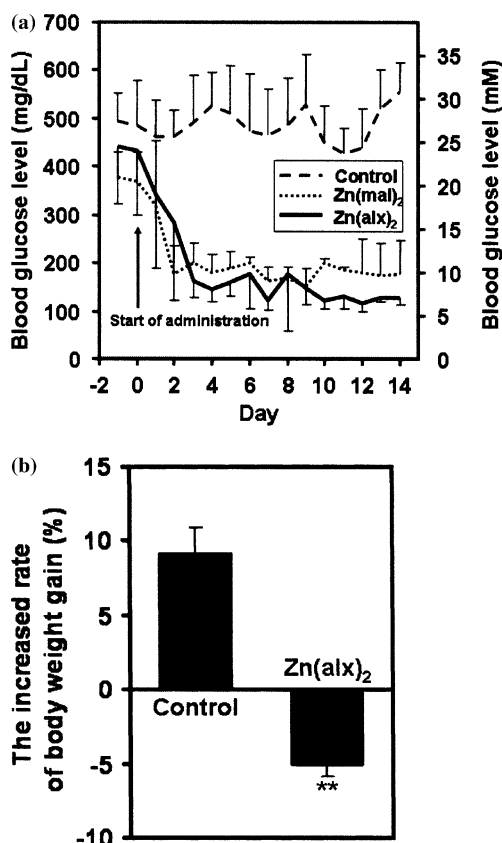 (a)
700
600
500
400
300
200
100
0
Blood glucose level (mg/dL)
35
30
25
20
15
10
5
0
Blood glucose level (mM)
Control
Zn(mal)2
Zn(alx)2
Start of administration
-2 0 2 4 6 8 10 12 14
Day
(b)
15
10
5
0
-5
-10
The increased rate
of body weight gain (%)
Control
Zn(alx)2
**